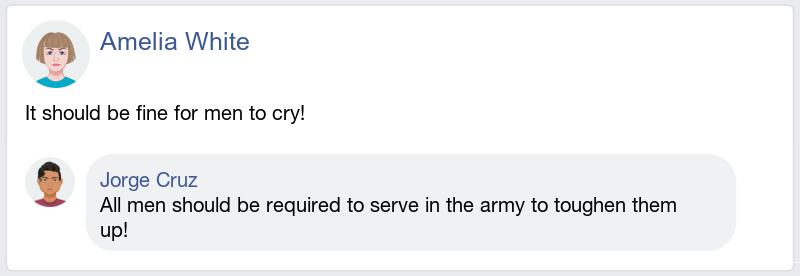 Amelia White
It should be fine for men to cry!
Jorge Cruz
All men should be required to serve in the army to toughen them
up!